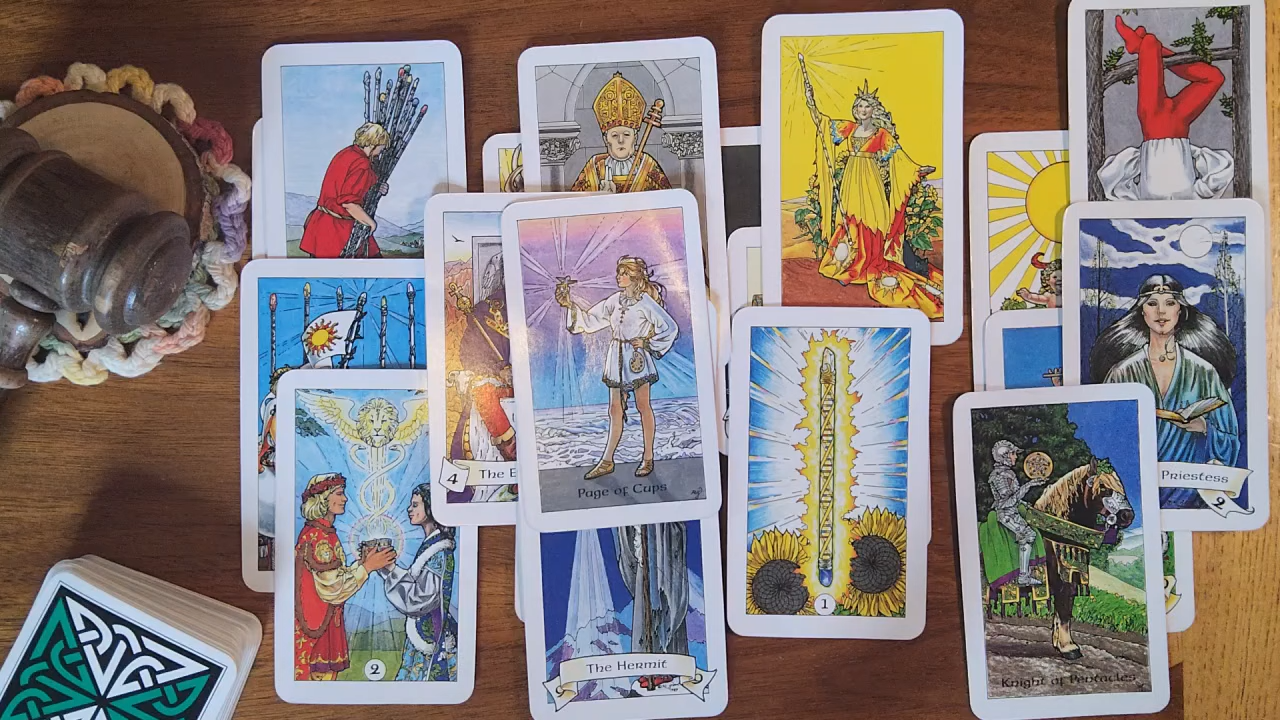 4 The E
Page of Cups
2
The Hermit
1
Priestess
2
Knight of Pentacles